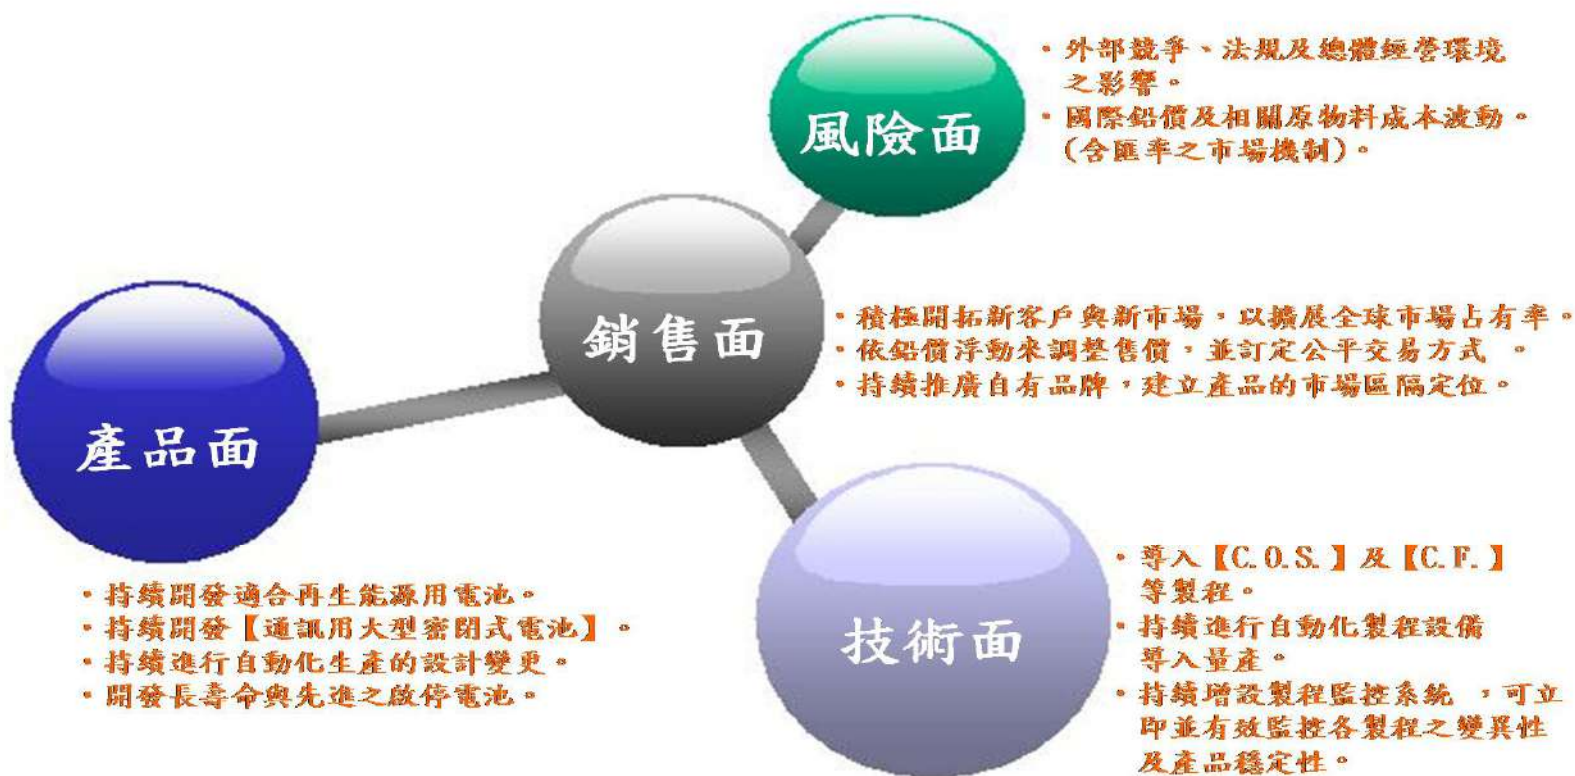 風險面
・外部競爭、法規及總體經營環境
之影響。
・國際鉛價及相關原物料成本波動。
(含匯率之市場機制)。
銷售面
・積極開拓新客戶與新市場，以擴展全球市場占有率。
・依鉛價浮動來調整售價，並訂定公平交易方式 。
・持續推廣自有品牌，建立產品的市場區隔定位。
產品面
・持續開發適合再生能源用電池。
・持續開發【通訊用大型密閉式電池】。
・持續進行自動化生產的設計變更。
・開發長壽命與先進之啟停電池。
技術面
・導入【C.O.S.】及【C.F.】
等製程。
・持續進行自動化製程設備
導入量產。
・持續增設製程監控系統 ，可立
即並有效監控各製程之變異性
及產品穩定性。